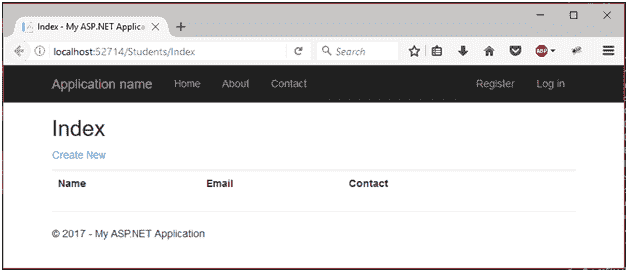 Index - My ASP.NET Applica
localhost:52714/Students/Index
Search
ABP
Application name Home About Contact Register Log in
Index
Create New
Name Email Contact
© 2017 - My ASP.NET Application